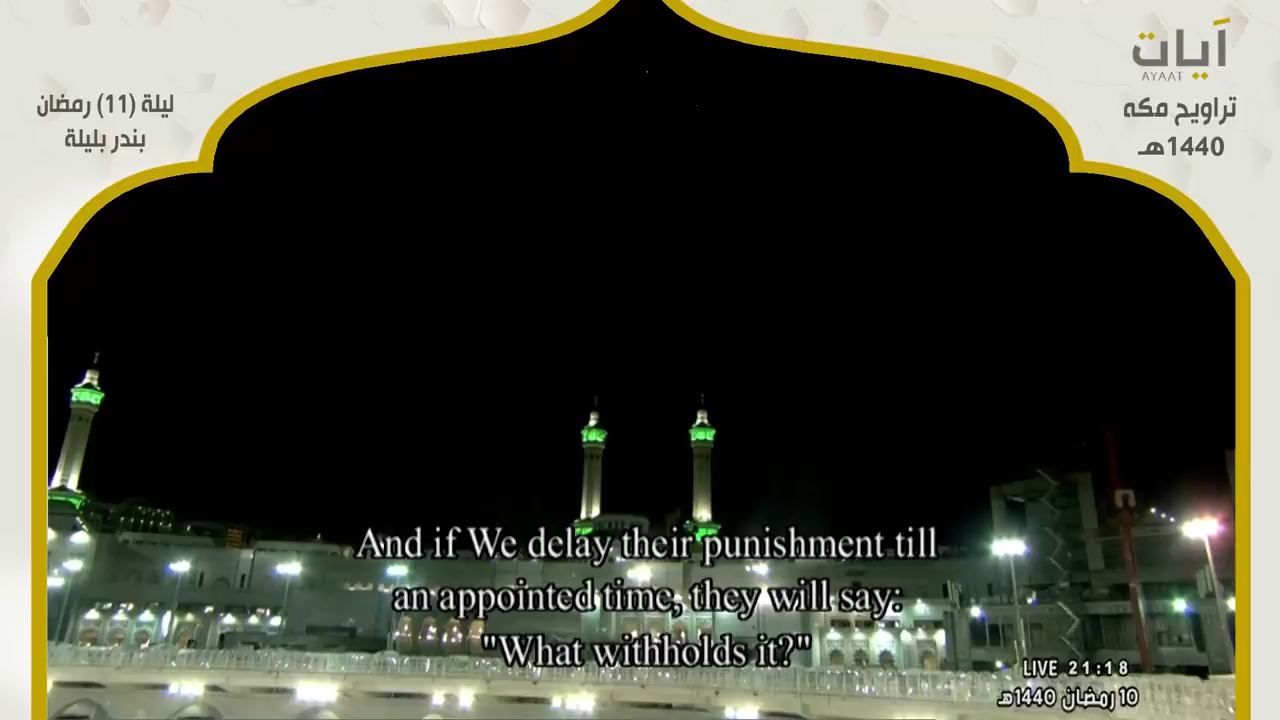 آيات
AYAAT
تراويح مكه
1440هـ
ليلة (11) رمضان
بندر بليلة
And if We delay their punishment till
an appointed time, they will say:
"What withholds it?"
LIVE 21:18
10 رمضان 1440هـ